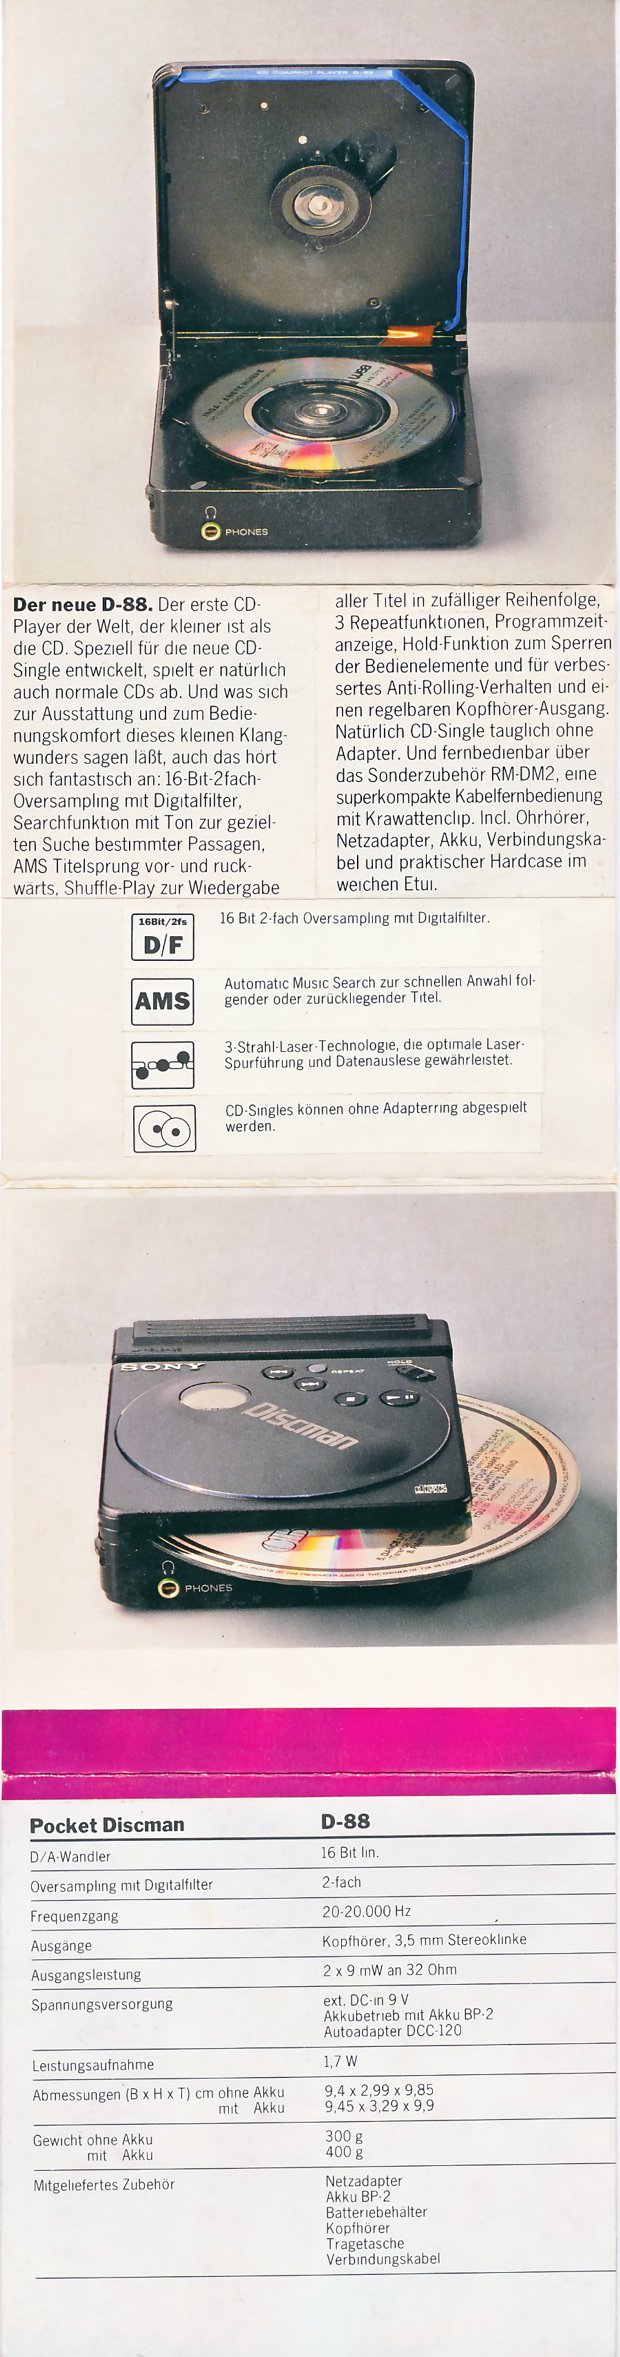 CD COMPACT PLAYER D-88
PHONES
Der neue D-88. Der erste CD-
Player der Welt, der kleiner ist als
die CD. Speziell für die neue CD-
Single entwickelt, spielt er natürlich
auch normale CDs ab. Und was sich
zur Ausstattung und zum Bedie-
nungskomfort dieses kleinen Klang-
wunders sagen läßt, auch das hört
sich fantastisch an: 16-Bit-2fach-
Oversampling mit Digitalfilter,
Searchfunktion mit Ton zur geziel-
ten Suche bestimmter Passagen,
AMS Titelsprung vor- und rück-
wärts, Shuffle-Play zur Wiedergabe
aller Titel in zufälliger Reihenfolge,
3 Repeatfunktionen, Programmzeit-
anzeige, Hold-Funktion zum Sperren
der Bedienelemente und für verbes-
sertes Anti-Rolling-Verhalten und ei-
nen regelbaren Kopfhörer-Ausgang.
Natürlich CD-Single tauglich ohne
Adapter. Und fernbedienbar über
das Sonderzubehör RM-DM2, eine
superkompakte Kabelfernbedienung
mit Krawattenclip. Incl. Ohrhörer,
Netzadapter, Akku, Verbindungska-
bel und praktischer Hardcase im
weichen Etui.
16Bit/2fs
D/F
16 Bit 2-fach Oversampling mit Digitalfilter.
AMS
Automatic Music Search zur schnellen Anwahl fol-
gender oder zurückliegender Titel.
3-Strahl-Laser-Technologie, die optimale Laser-
Spurführung und Datenauslese gewährleistet.
CD-Singles können ohne Adapterring abgespielt
werden.
SONY
REPEAT
HOLD
Discman
PHONES
Pocket Discman D-88
D/A-Wandler 16 Bit lin.
Oversampling mit Digitalfilter 2-fach
Frequenzgang 20-20.000 Hz
Ausgänge Kopfhörer, 3,5 mm Stereoklinke
Ausgangsleistung 2 x 9 mW an 32 Ohm
Spannungsversorgung ext. DC-in 9 V
Akkubetrieb mit Akku BP-2
Autoadapter DCC-120
Leistungsaufnahme 1,7 W
Abmessungen (B x H x T) cm ohne Akku 9,4 x 2,99 x 9,85
mit Akku 9,45 x 3,29 x 9,9
Gewicht ohne Akku 300 g
mit Akku 400 g
Mitgeliefertes Zubehör Netzadapter
Akku BP-2
Batteriebehälter
Kopfhörer
Tragetasche
Verbindungskabel